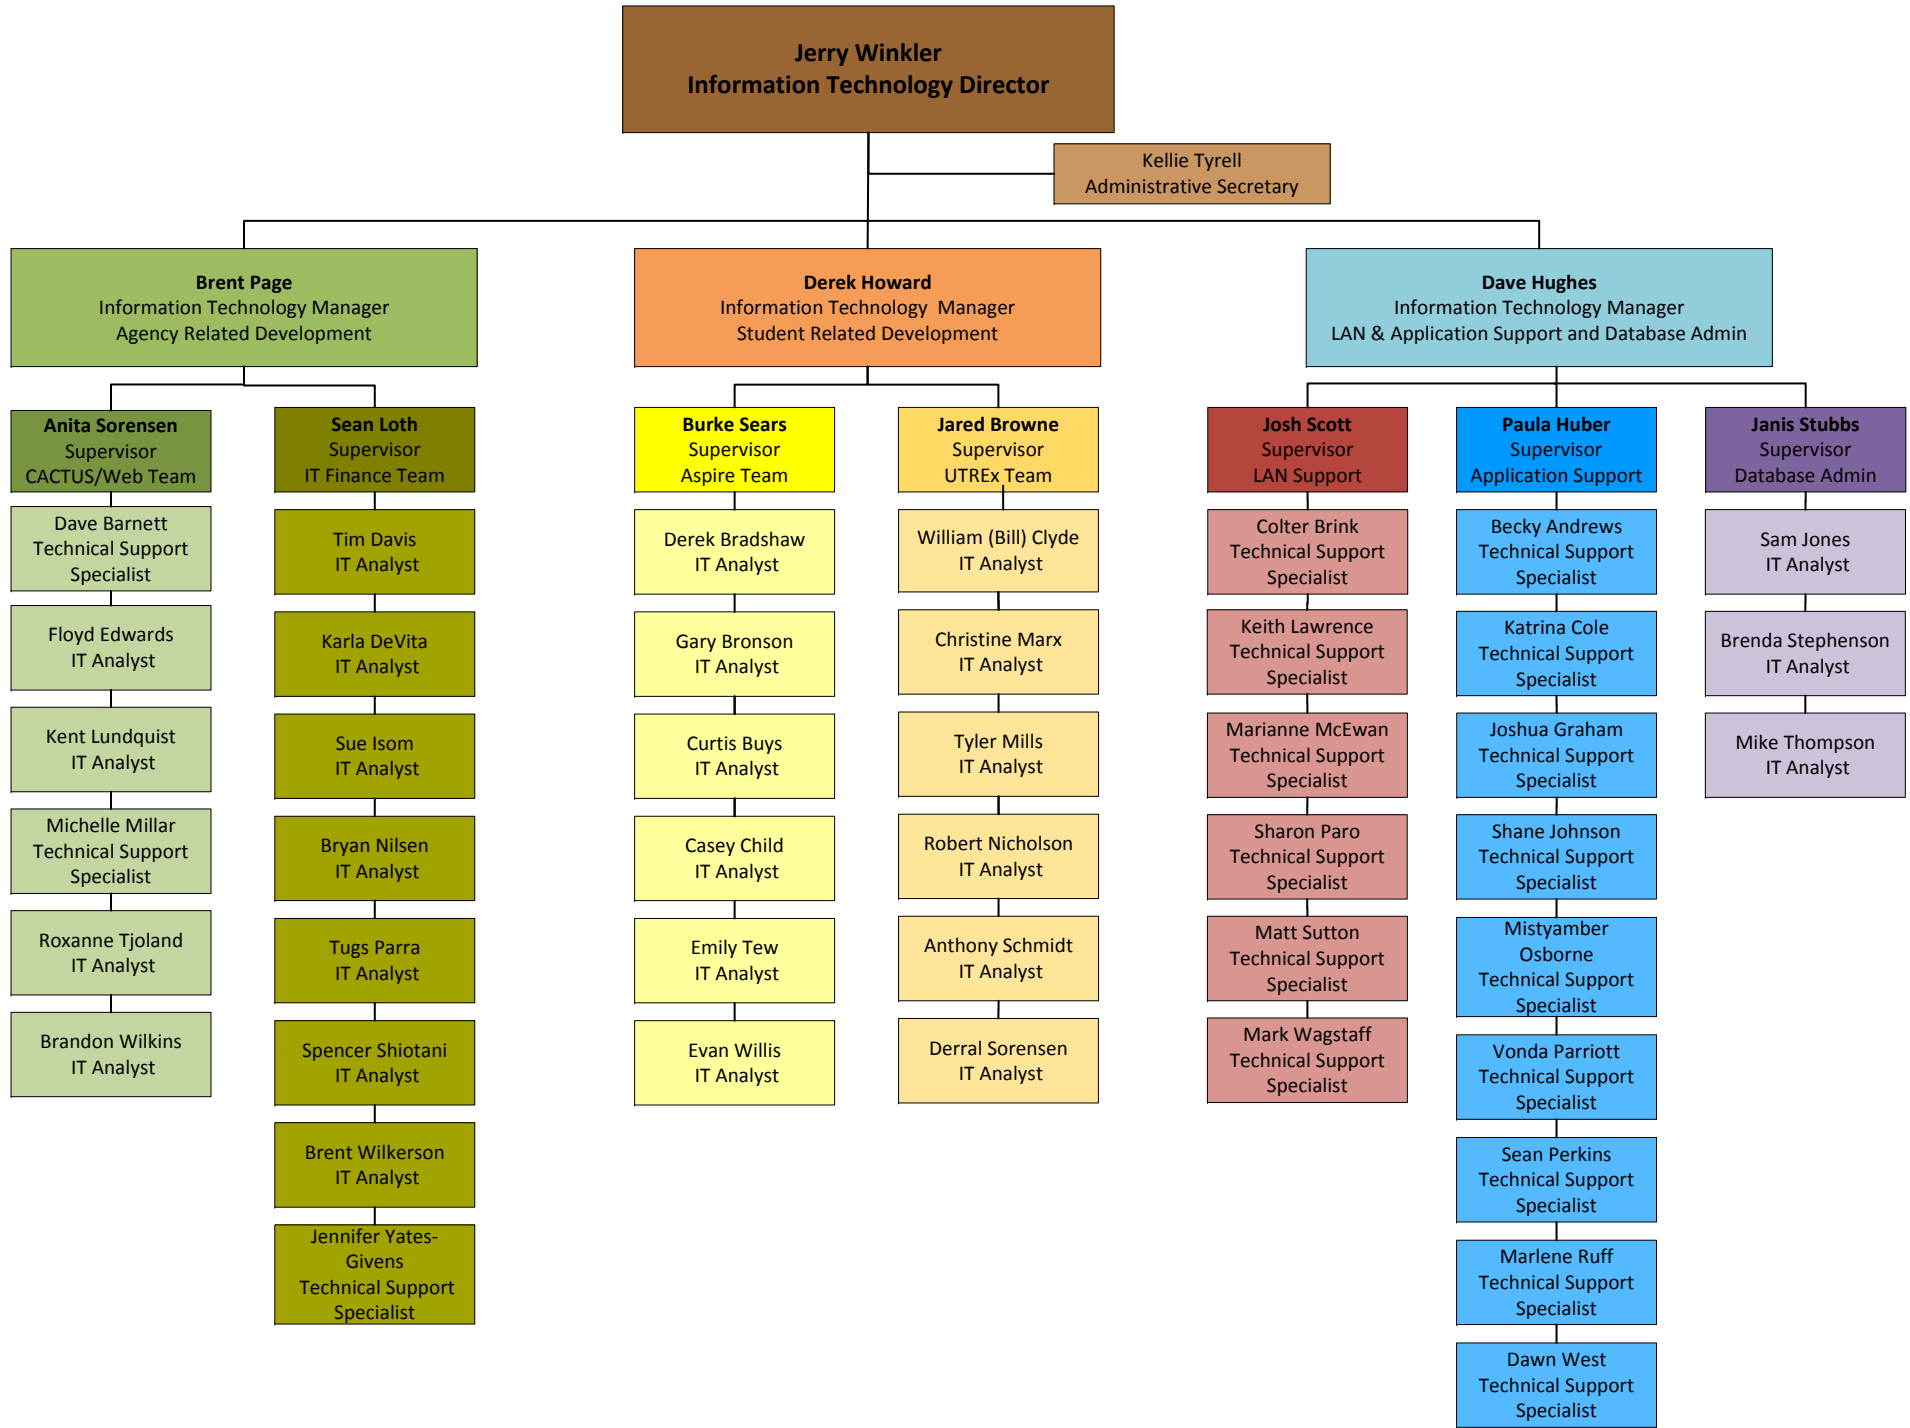 Jerry Winkler
Information Technology Director
Kellie Tyrell
Administrative Secretary
Brent Page
Information Technology Manager
Agency Related Development
Derek Howard
Information Technology  Manager
Student Related Development
Dave Hughes
Information Technology Manager
LAN & Application Support and Database Admin
Anita Sorensen
Supervisor
CACTUS/Web Team
Dave Barnett
Technical Support
Specialist
Floyd Edwards
IT Analyst
Kent Lundquist
IT Analyst
Michelle Millar
Technical Support
Specialist
Roxanne Tjoland
IT Analyst
Brandon Wilkins
IT Analyst
Sean Loth
Supervisor
IT Finance Team
Tim Davis
IT Analyst
Karla DeVita
IT Analyst
Sue Isom
IT Analyst
Bryan Nilsen
IT Analyst
Tugs Parra
IT Analyst
Spencer Shiotani
IT Analyst
Brent Wilkerson
IT Analyst
Jennifer Yates-
Givens
Technical Support
Specialist
Burke Sears
Supervisor
Aspire Team
Derek Bradshaw
IT Analyst
Gary Bronson
IT Analyst
Curtis Buys
IT Analyst
Casey Child
IT Analyst
Emily Tew
IT Analyst
Evan Willis
IT Analyst
Jared Browne
Supervisor
UTREx Team
William (Bill) Clyde
IT Analyst
Christine Marx
IT Analyst
Tyler Mills
IT Analyst
Robert Nicholson
IT Analyst
Anthony Schmidt
IT Analyst
Derral Sorensen
IT Analyst
Josh Scott
Supervisor
LAN Support
Colter Brink
Technical Support
Specialist
Keith Lawrence
Technical Support
Specialist
Marianne McEwan
Technical Support
Specialist
Sharon Paro
Technical Support
Specialist
Matt Sutton
Technical Support
Specialist
Mark Wagstaff
Technical Support
Specialist
Paula Huber
Supervisor
Application Support
Becky Andrews
Technical Support
Specialist
Katrina Cole
Technical Support
Specialist
Joshua Graham
Technical Support
Specialist
Shane Johnson
Technical Support
Specialist
Mistyamber
Osborne
Technical Support
Specialist
Vonda Parriott
Technical Support
Specialist
Sean Perkins
Technical Support
Specialist
Marlene Ruff
Technical Support
Specialist
Dawn West
Technical Support
Specialist
Janis Stubbs
Supervisor
Database Admin
Sam Jones
IT Analyst
Brenda Stephenson
IT Analyst
Mike Thompson
IT Analyst